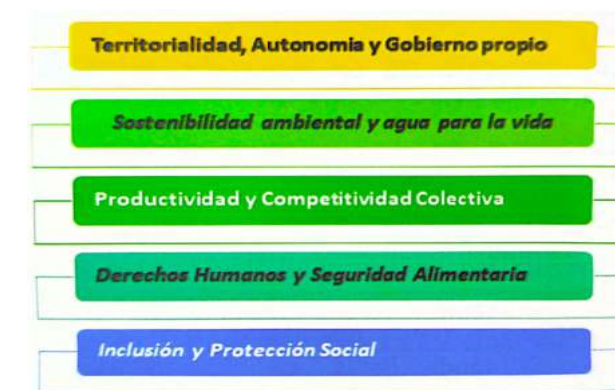 Territorialidad, Autonomia y Gobierno propio
Sostenibilidad ambiental y agua para la vida
Productividad y Competitividad Colectiva
Derechos Humanos y Seguridad Alimentaria
Inclusión y Protección Social